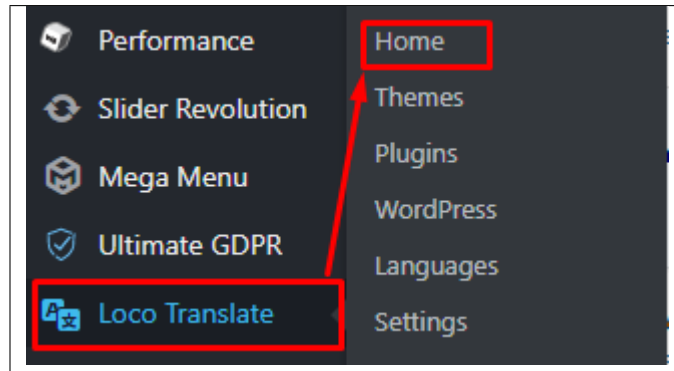 Performance
Slider Revolution
Mega Menu
Ultimate GDPR
Loco Translate
Home
Themes
Plugins
WordPress
Languages
Settings